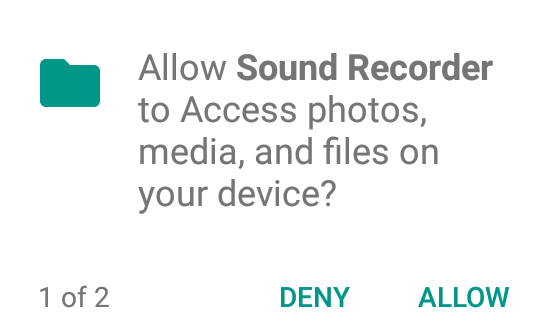 Allow Sound Recorder
to Access photos,
media, and files on
your device?
1 of 2 DENY ALLOW